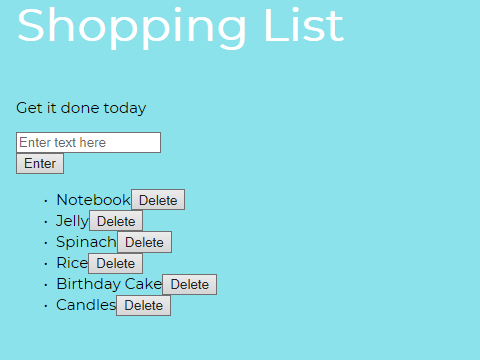 Shopping List
Get it done today
Enter text here
Enter
• Notebook Delete
• Jelly Delete
• Spinach Delete
• Rice Delete
• Birthday Cake Delete
• Candles Delete